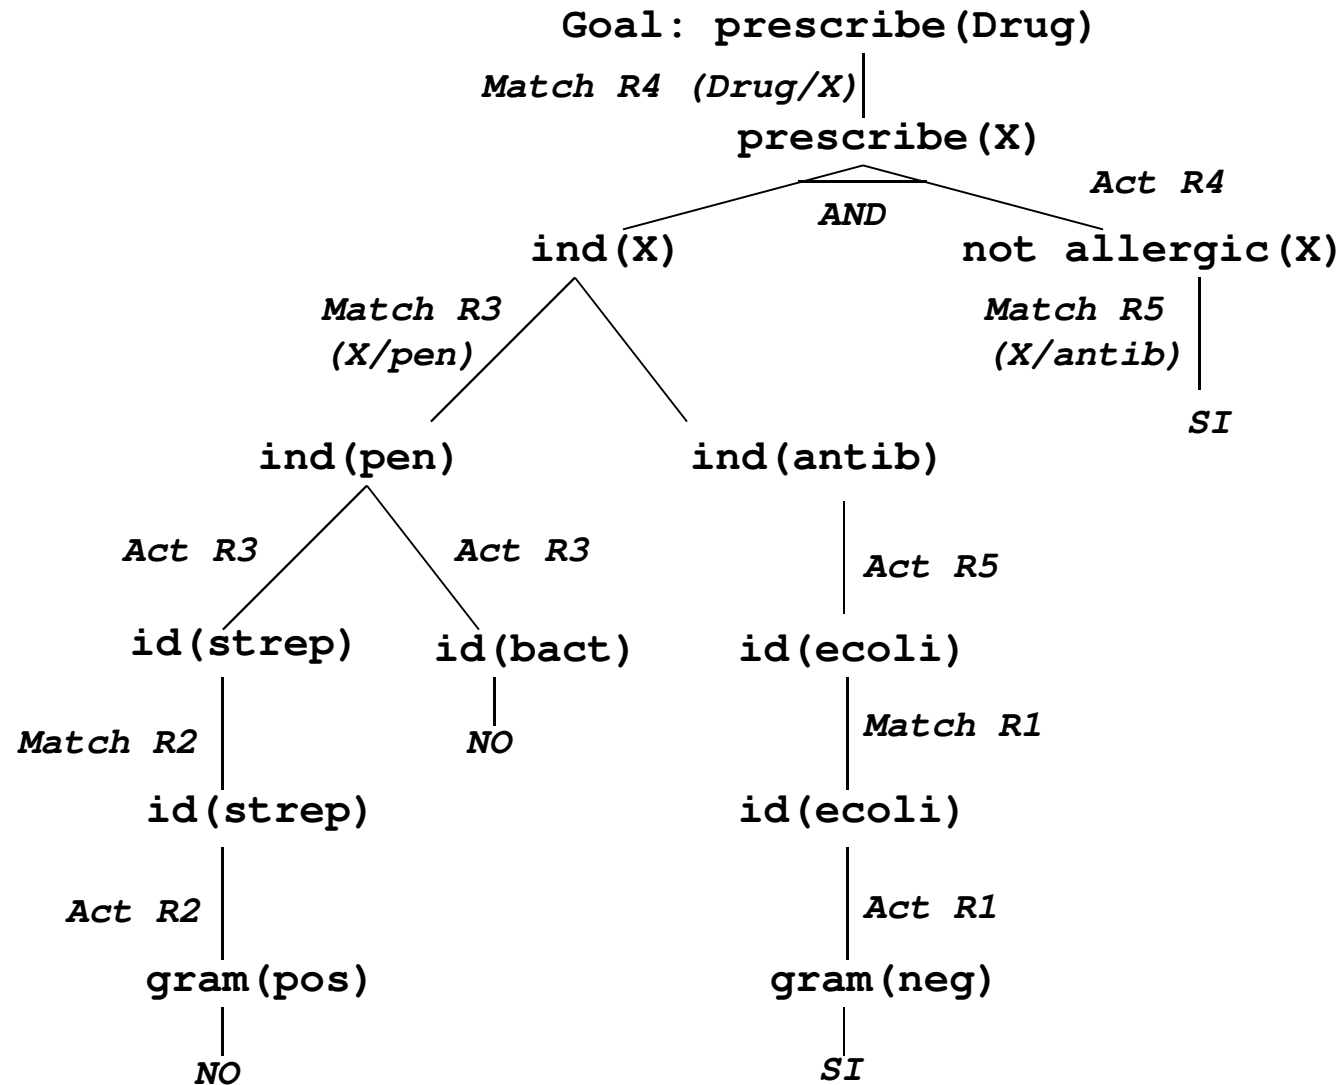 Goal: prescribe(Drug)
Match R4 (Drug/X)
prescribe(X)
Act R4
AND
ind(X)
not allergic(X)
Match R3
(X/pen)
Match R5
(X/antib)
SI
ind(pen)
ind(antib)
Act R3
Act R3
Act R5
id(strep)
id(bact)
id(ecoli)
Match R2
NO
Match R1
id(strep)
id(ecoli)
Act R2
Act R1
gram(pos)
gram(neg)
NO
SI